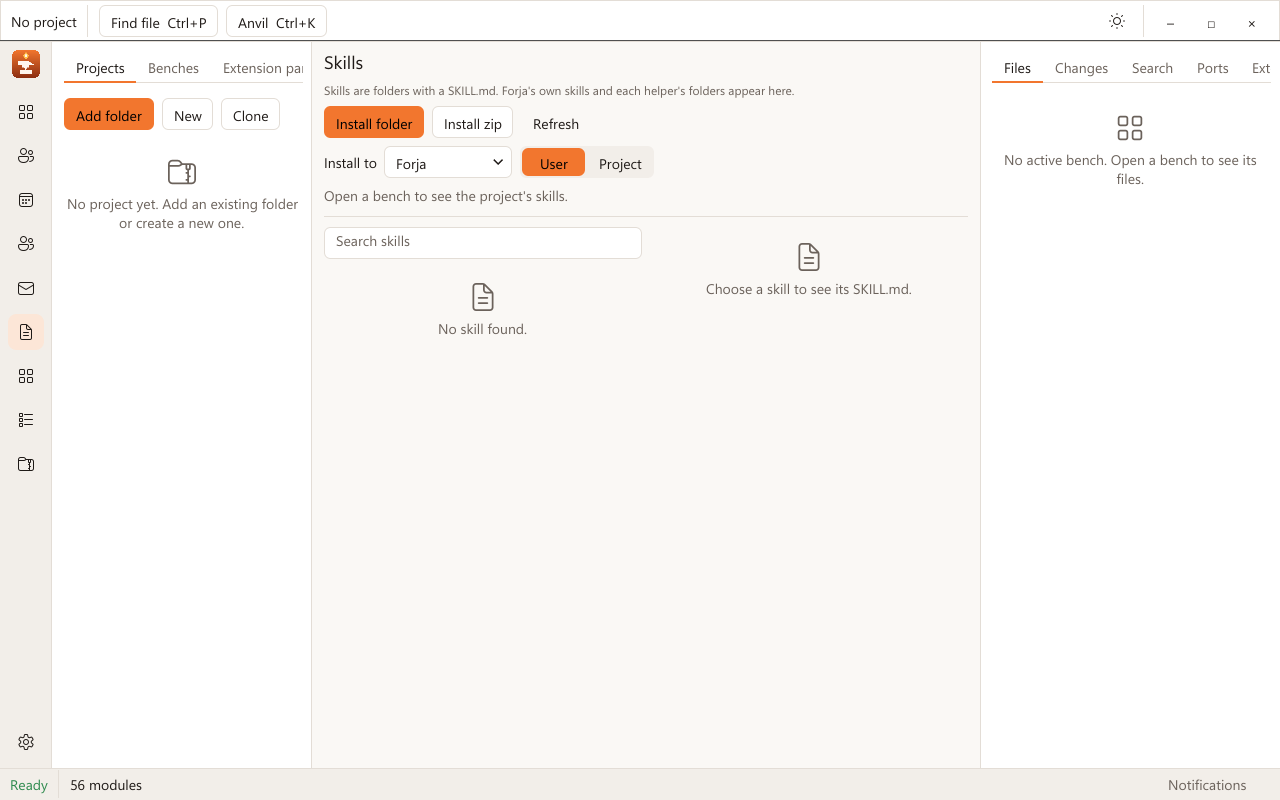 No project
Find file Ctrl+P
Anvil Ctrl+K
Projects
Benches
Extension par
Add folder
New
Clone
No project yet. Add an existing folder
or create a new one.
Skills
Skills are folders with a SKILL.md. Forja's own skills and each helper's folders appear here.
Install folder
Install zip
Refresh
Install to
Forja
User
Project
Open a bench to see the project's skills.
Search skills
No skill found.
Choose a skill to see its SKILL.md.
Files
Changes
Search
Ports
Ext
No active bench. Open a bench to see its
files.
Ready
56 modules
Notifications